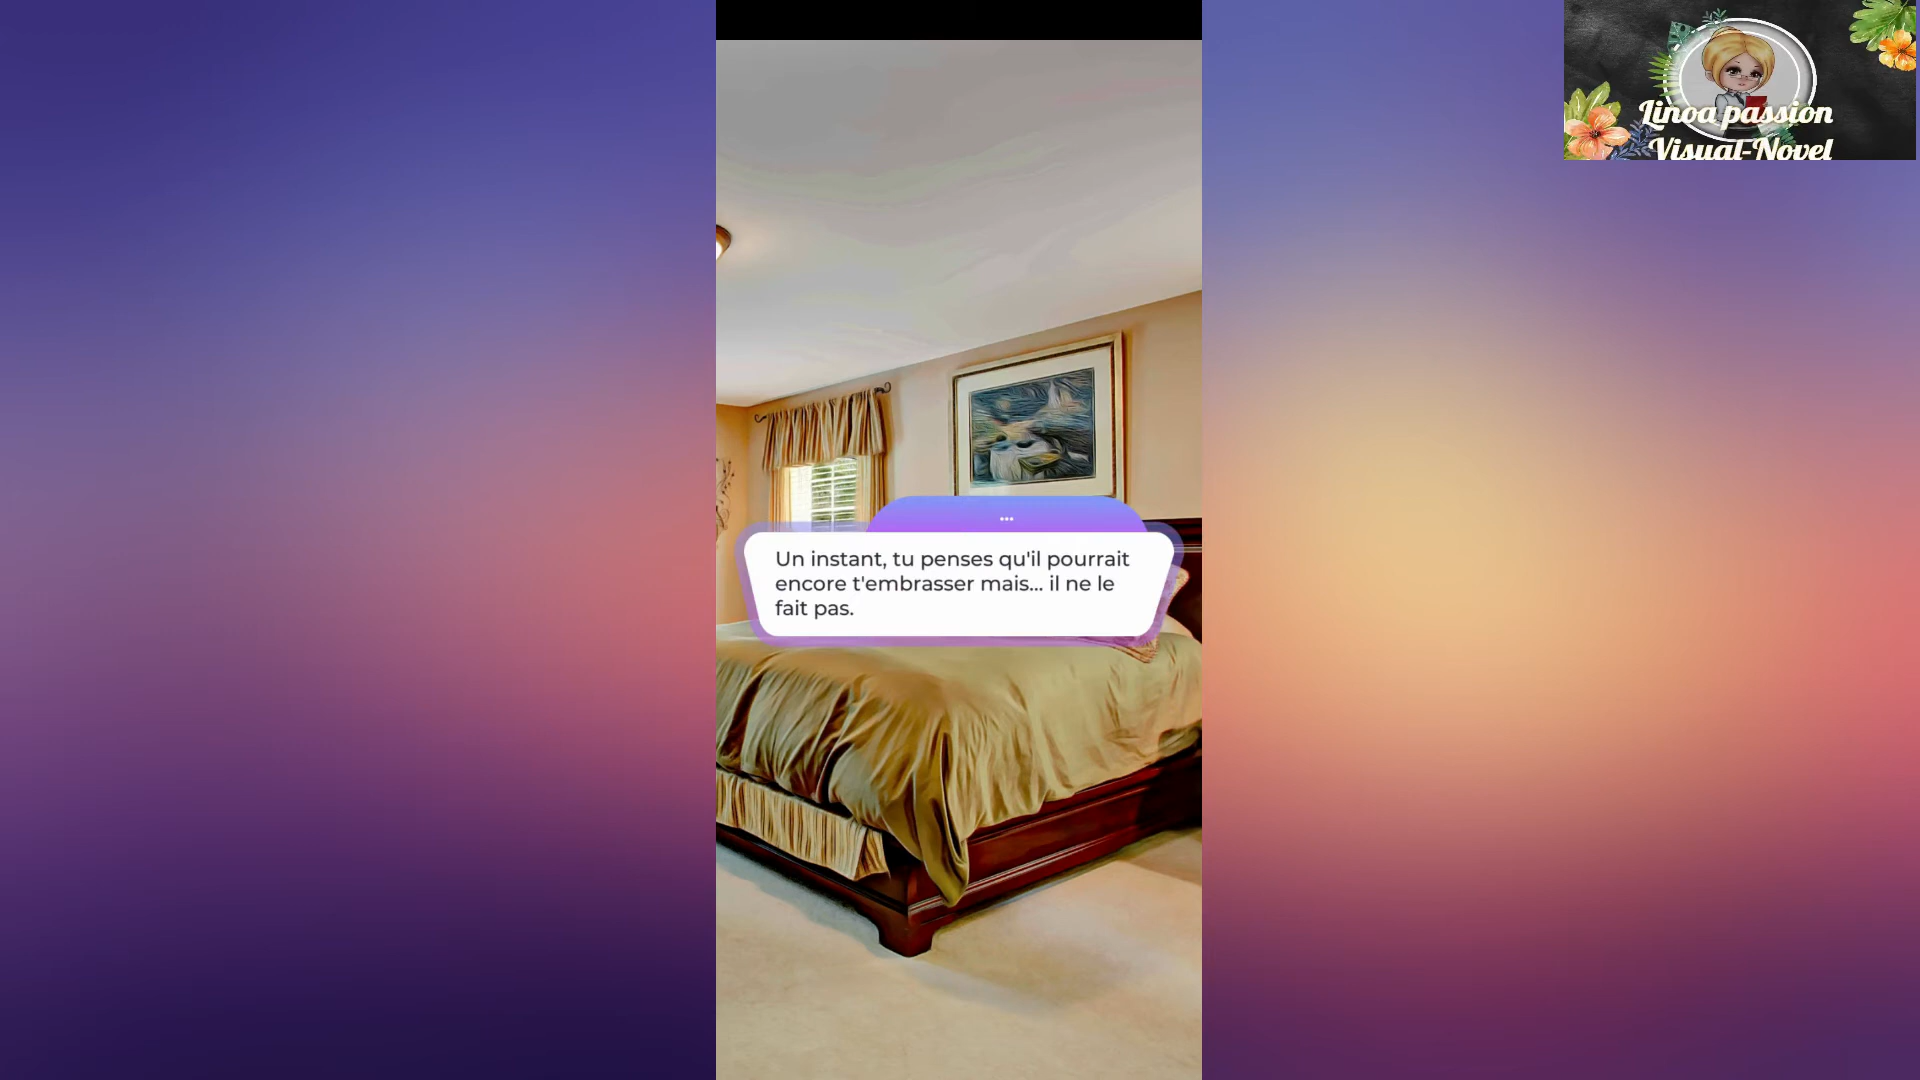 Linoa passion
Visual-Novel
...
Un instant, tu penses qu'il pourrait
encore t'embrasser mais... il ne le
fait pas.